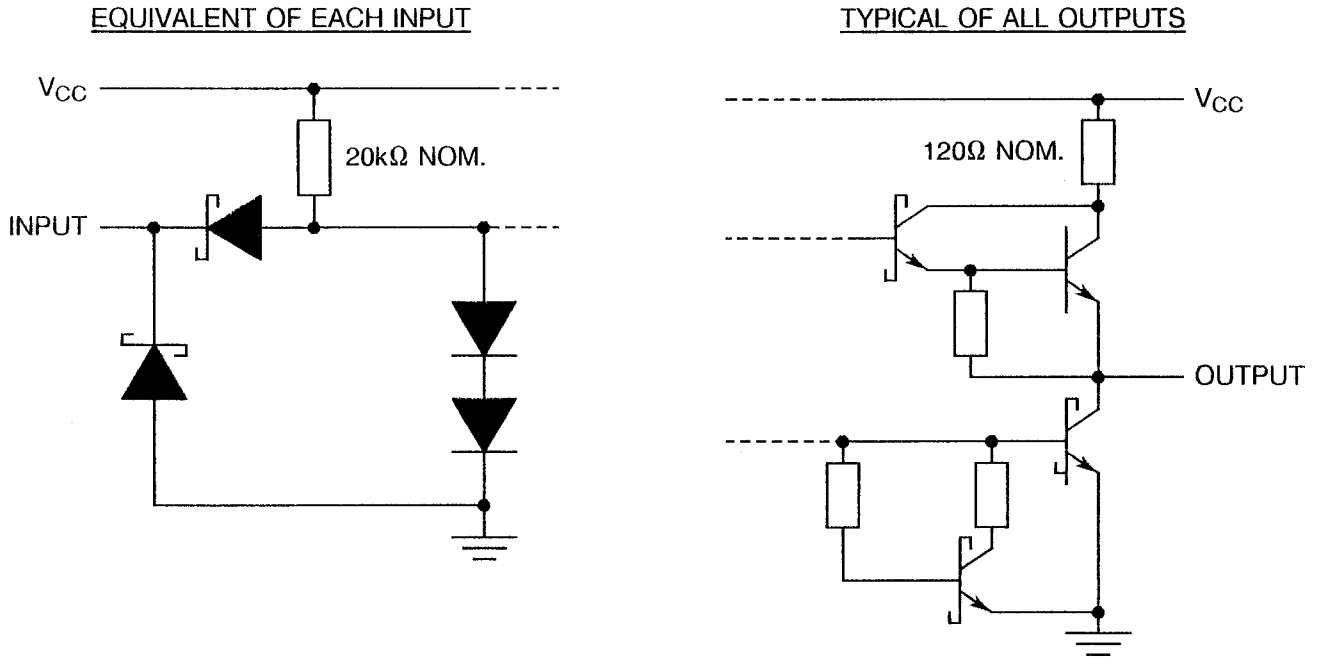 EQUIVALENT OF EACH INPUT
VCC
20kΩ NOM.
INPUT
TYPICAL OF ALL OUTPUTS
VCC
120Ω NOM.
OUTPUT